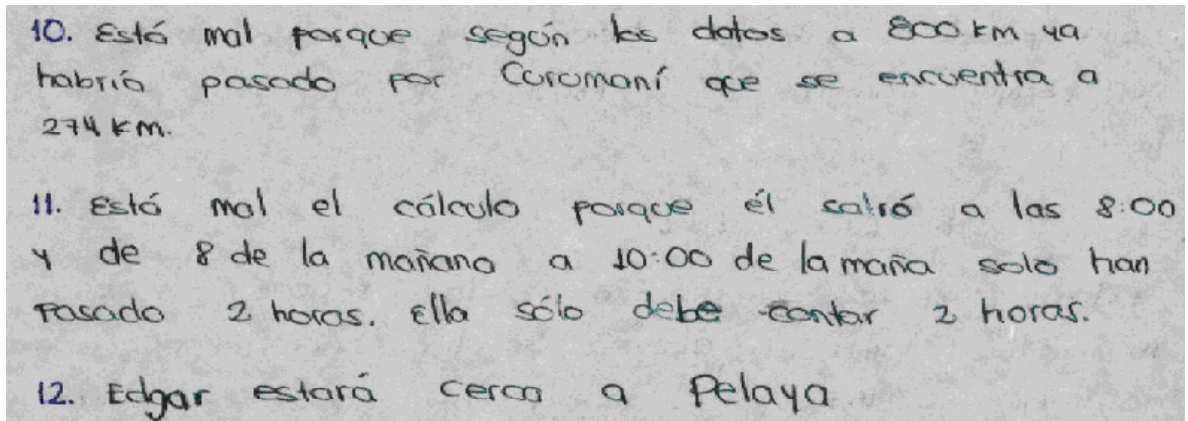 10. Está mal porque según los datos a 800 km ya
habría pasado por Curumaní que se encuentra a
274 km.
11. Está mal el cálculo porque él salió a las 8:00
y de 8 de la mañana a 10:00 de la maña solo han
pasado 2 horas. Ella sólo debe contar 2 horas.
12. Edgar estará cerca a Pelaya